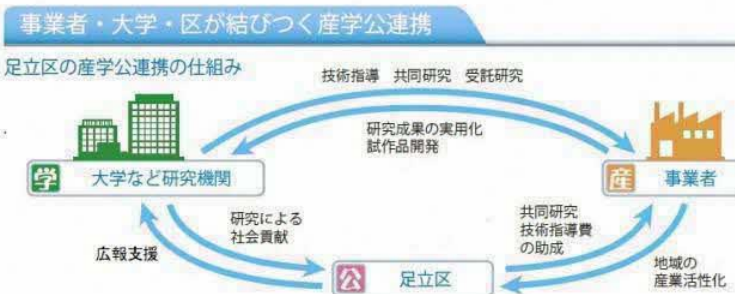 事業者・大学・区が結びつく産学公連携
足立区の産学公連携の仕組み
技術指導 共同研究 受託研究
研究成果の実用化
試作品開発
学 大学など研究機関
産 事業者
研究による
社会貢献
広報支援
共同研究
技術指導費
の助成
地域の
産業活性化
公 足立区